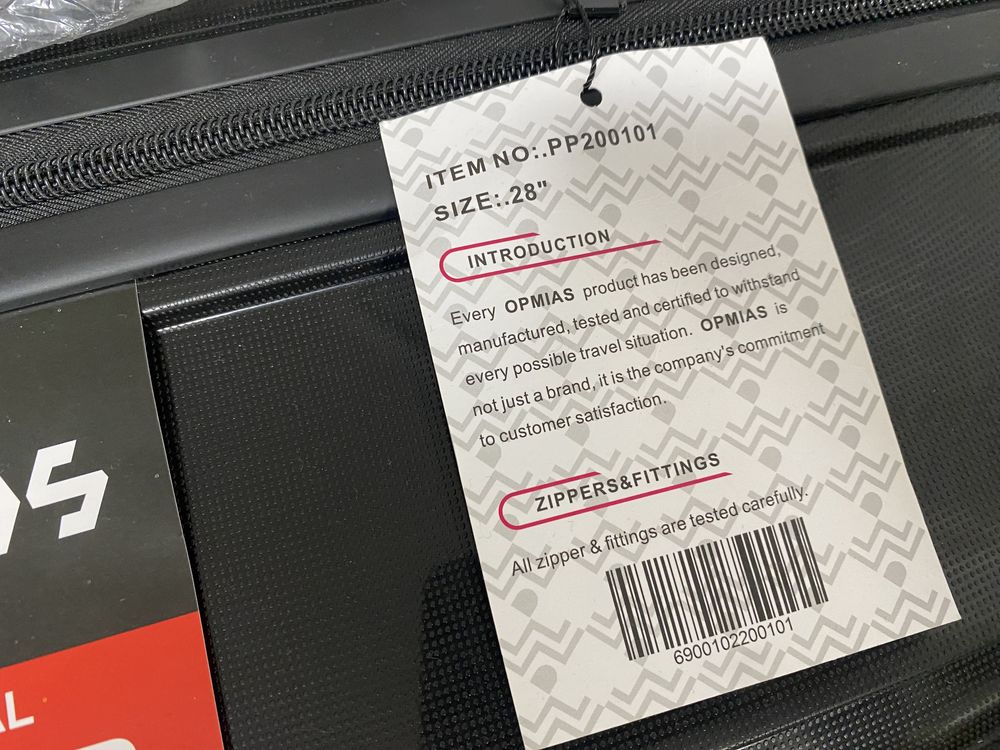 ITEM NO:.PP200101
SIZE:.28"
INTRODUCTION
Every OPMIAS product has been designed,
manufactured, tested and certified to withstand
every possible travel situation. OPMIAS is
not just a brand, it is the company's commitment
to customer satisfaction.
ZIPPERS&FITTINGS
All zipper & fittings are tested carefully.
6900102200101
AL